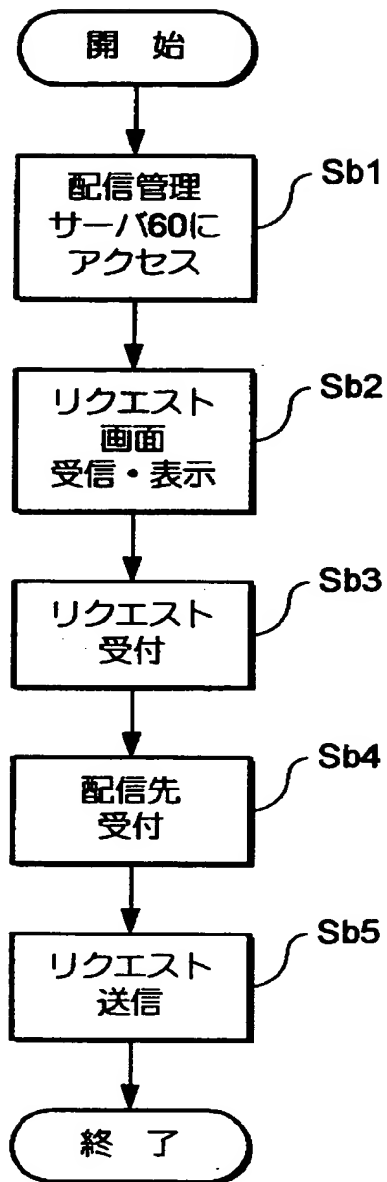 開 始
配信管理
サーバ60に
アクセス
Sb1
リクエスト
画面
受信・表示
Sb2
リクエスト
受付
Sb3
配信先
受付
Sb4
リクエスト
送信
Sb5
終 了